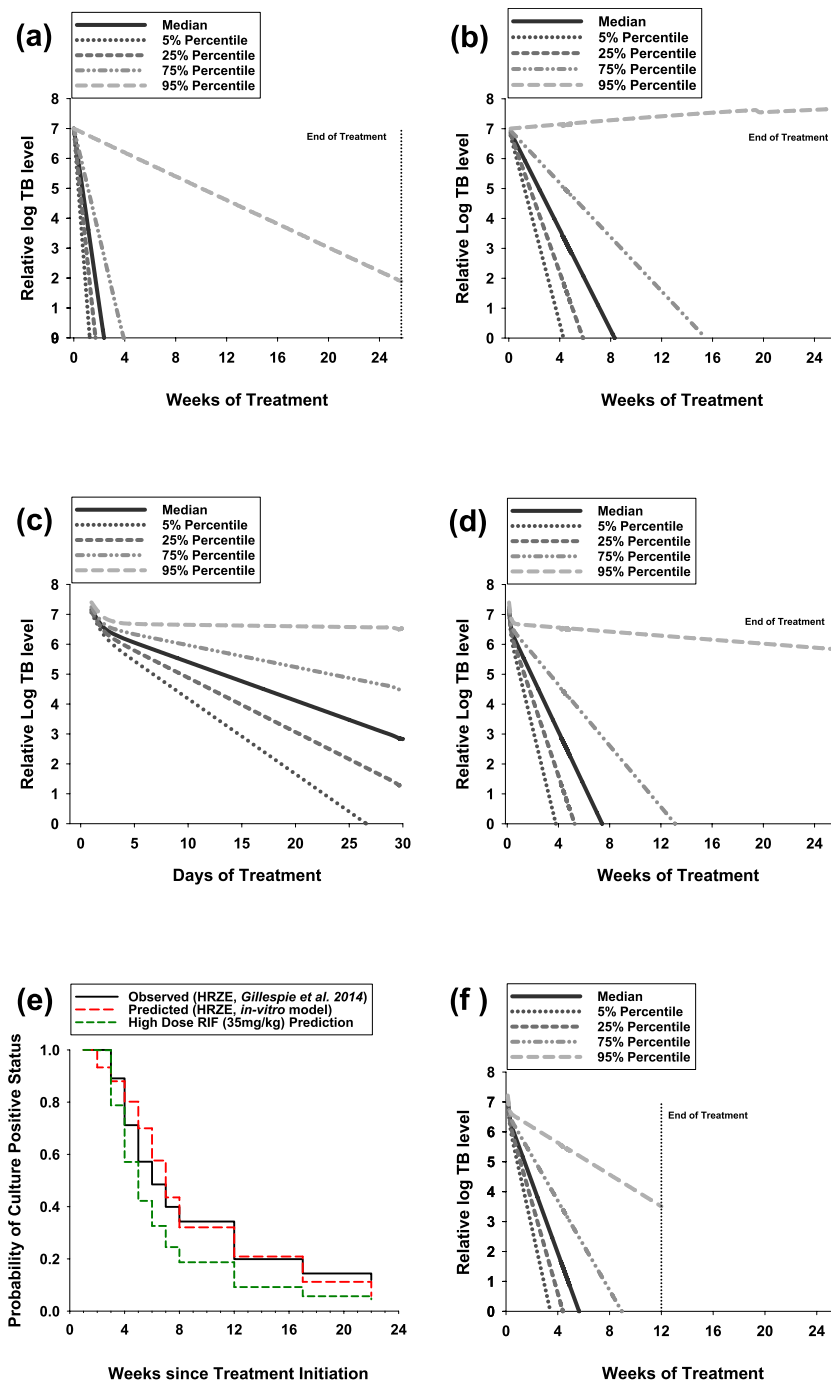 (a)
Median
5% Percentile
25% Percentile
75% Percentile
95% Percentile
Relative log TB level
8
7
6
5
4
3
2
1
0
9
End of Treatment
0 4 8 12 16 20 24
Weeks of Treatment
(b)
Median
5% Percentile
25% Percentile
75% Percentile
95% Percentile
Relative Log TB level
8
7
6
5
4
3
2
1
0
End of Treatment
0 4 8 12 16 20 24
Weeks of Treatment
(c)
Median
5% Percentile
25% Percentile
75% Percentile
95% Percentile
Relative Log TB level
8
7
6
5
4
3
2
1
0
0 5 10 15 20 25 30
Days of Treatment
(d)
Median
5% Percentile
25% Percentile
75% Percentile
95% Percentile
Relative Log TB level
8
7
6
5
4
3
2
1
0
End of Treatment
0 4 8 12 16 20 24
Weeks of Treatment
(e)
Observed (HRZE, Gillespie et al. 2014)
Predicted (HRZE, in-vitro model)
High Dose RIF (35mg/kg) Prediction
Probability of Culture Positive Status
1.0
0.8
0.6
0.4
0.2
0.0
0 4 8 12 16 20 24
Weeks since Treatment Initiation
(f)
Median
5% Percentile
25% Percentile
75% Percentile
95% Percentile
Relative log TB level
8
7
6
5
4
3
2
1
0
End of Treatment
0 4 8 12 16 20 24
Weeks of Treatment